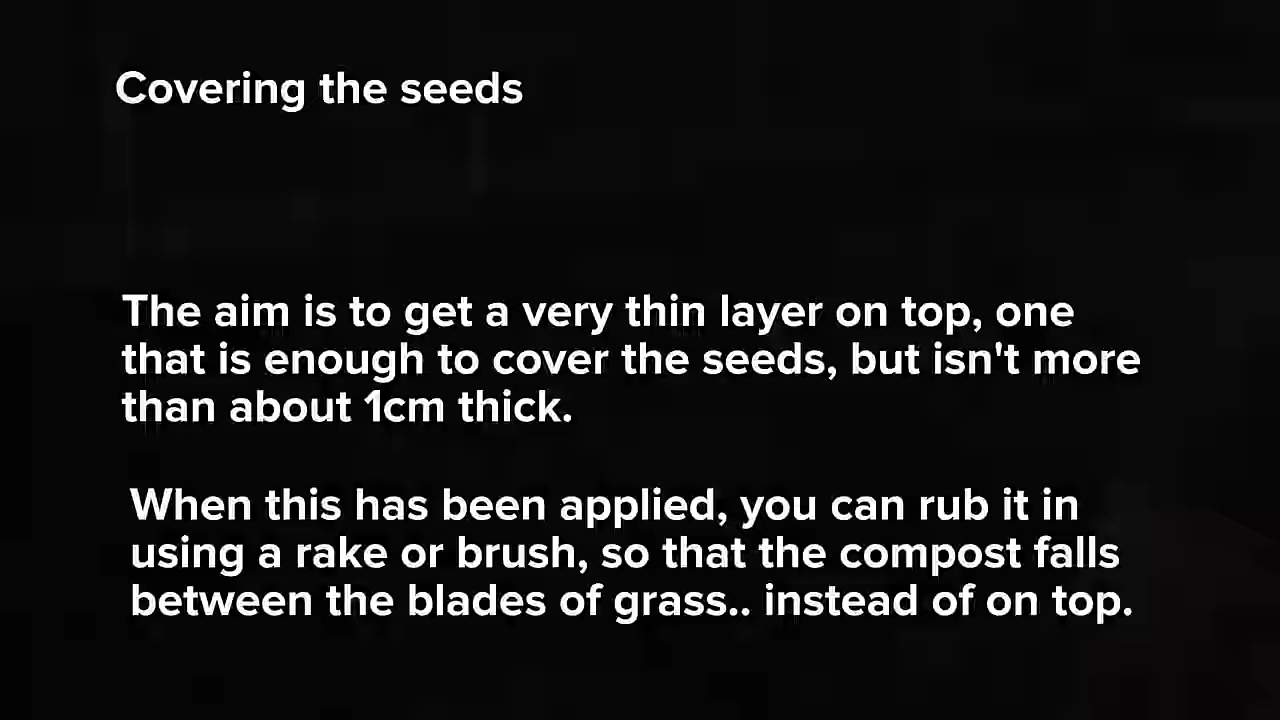 Covering the seeds
The aim is to get a very thin layer on top, one
that is enough to cover the seeds, but isn't more
than about 1cm thick.
When this has been applied, you can rub it in
using a rake or brush, so that the compost falls
between the blades of grass.. instead of on top.